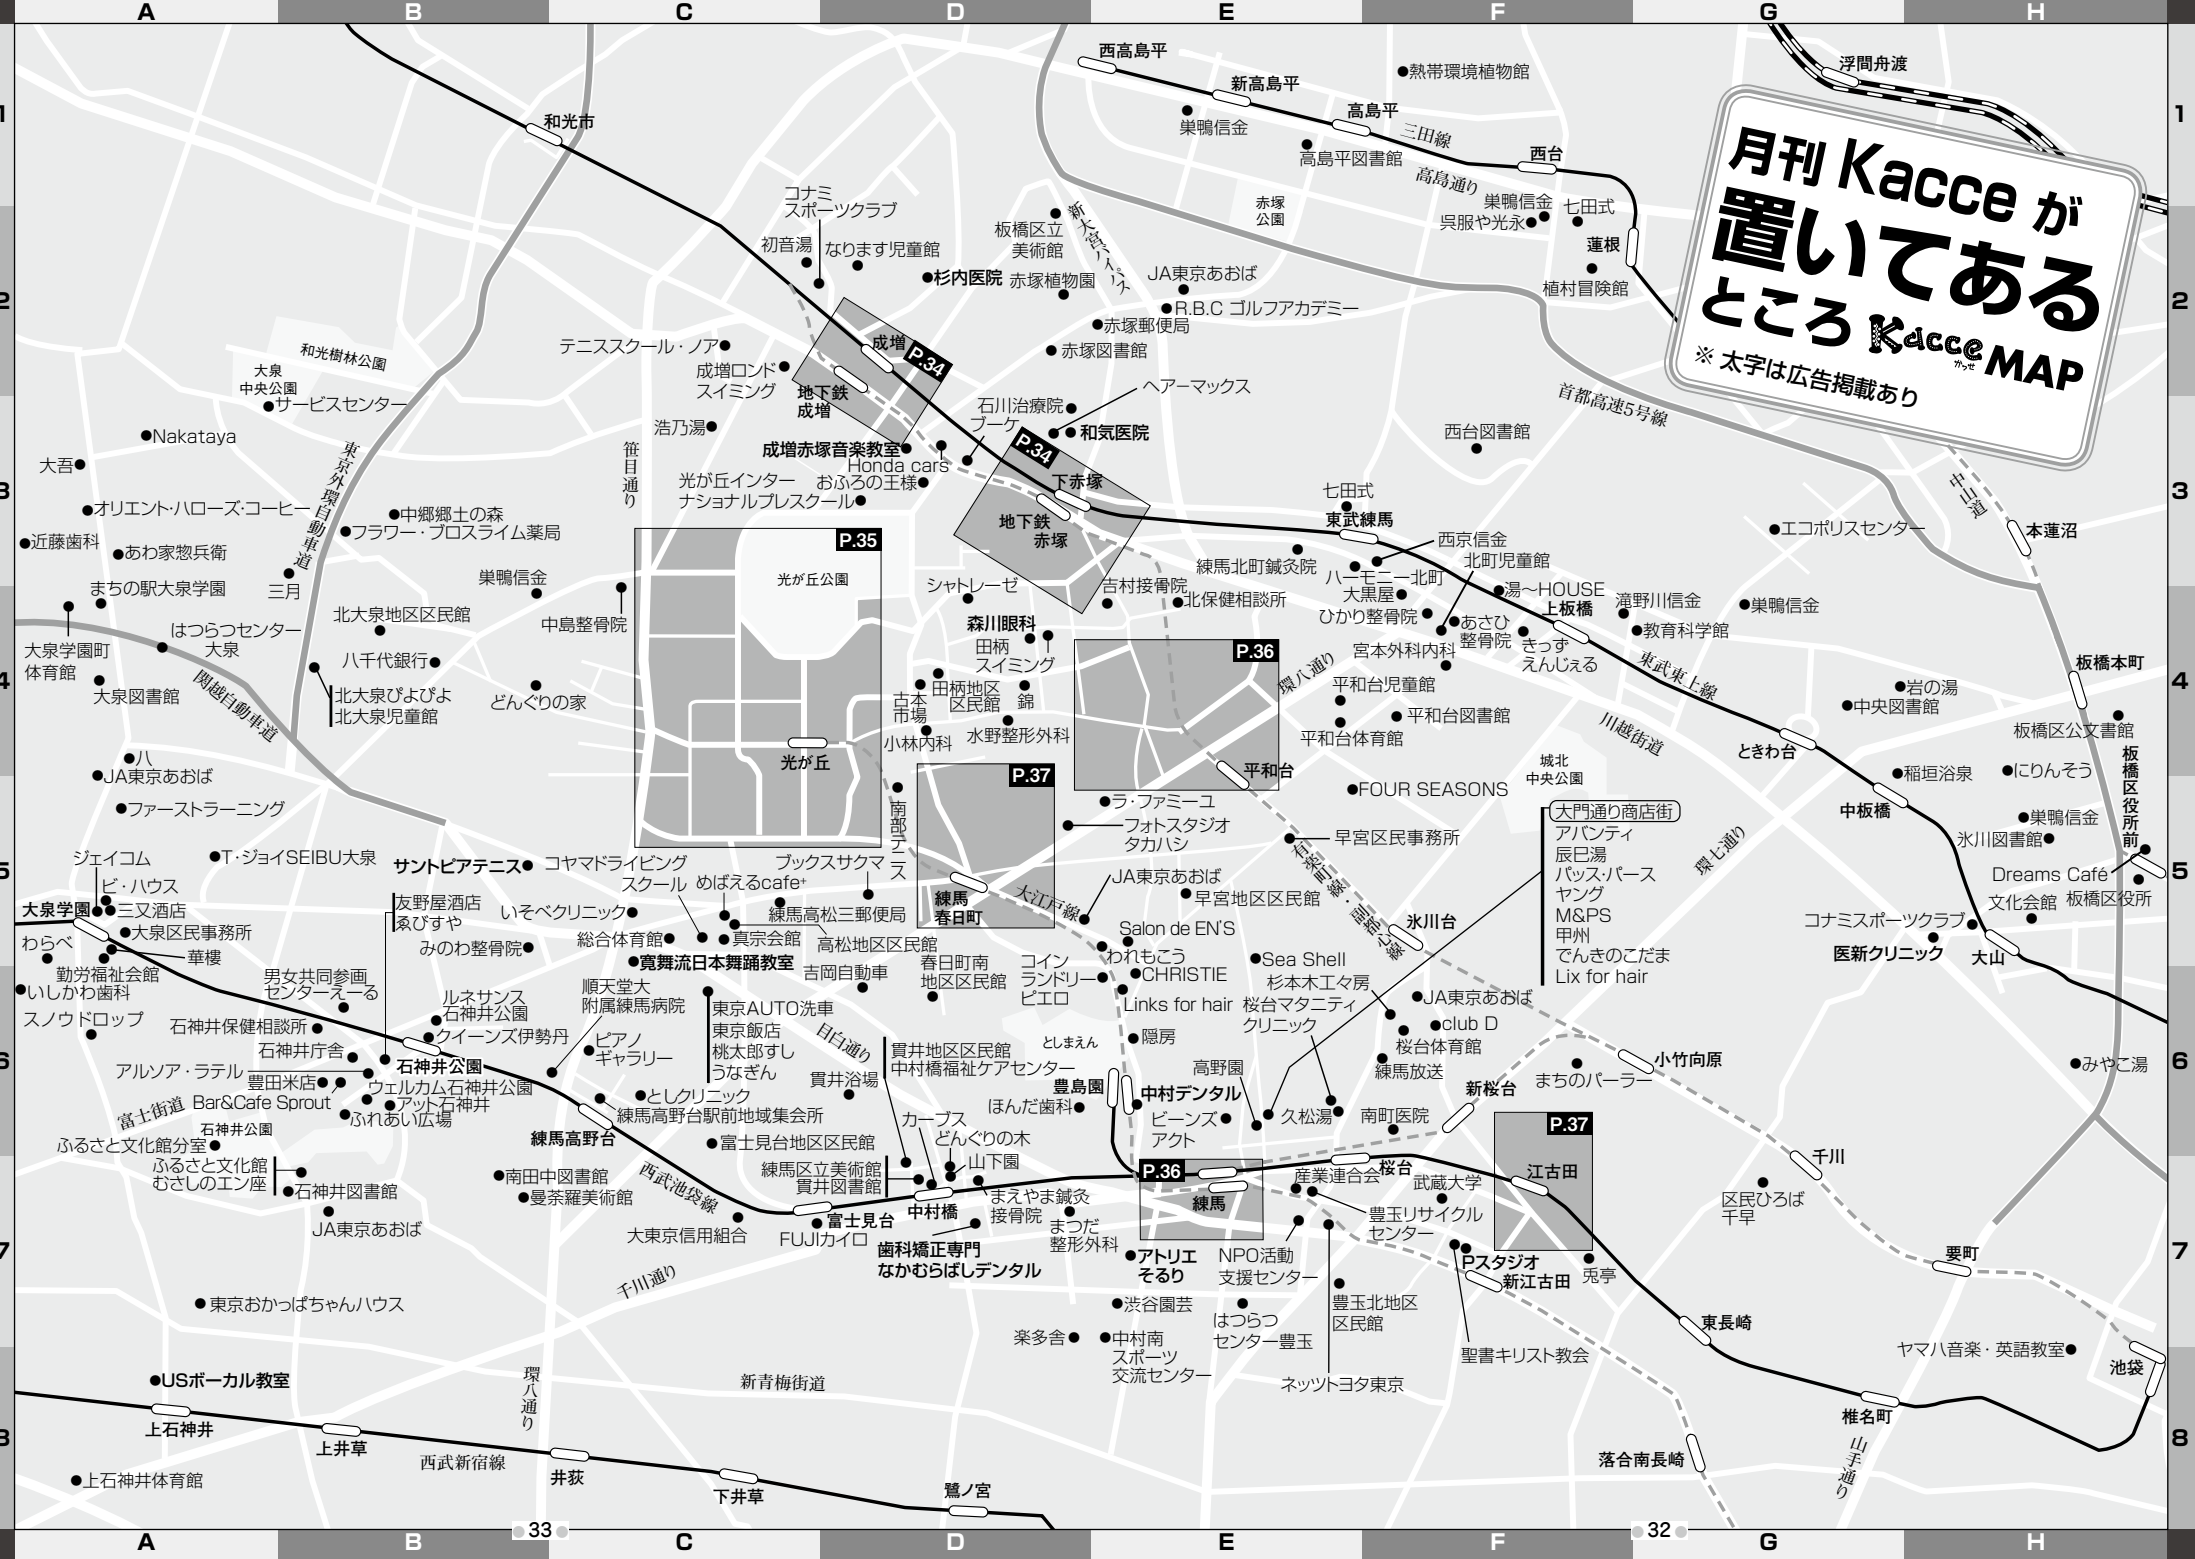 A
B
C
D
E
F
G
H
1
2
3
4
5
6
7
8
月刊 Kacce が
置いてある
ところ Kacce かっせ MAP
※ 太字は広告掲載あり
西高島平
新高島平
高島平
三田線
高島通り
西台
蓮根
浮間舟渡
熱帯環境植物館
巣鴨信金
高島平図書館
赤塚
公園
巣鴨信金
呉服や光永
七田式
植村冒険館
和光市
コナミ
スポーツクラブ
初音湯
なります児童館
杉内医院
板橋区立
美術館
新大宮バイパス
赤塚植物園
JA東京あおば
R.B.C ゴルフアカデミー
赤塚郵便局
赤塚図書館
ヘアーマックス
和光樹林公園
大泉
中央公園
サービスセンター
Nakataya
大吾
オリエント・ハローズ・コーヒー
近藤歯科
あわ家惣兵衛
まちの駅大泉学園
三月
東京外環自動車道
中郷郷土の森
フラワー・ブロスライム薬局
巣鴨信金
笹目通り
テニススクール・ノア
成増ロンド
スイミング
浩乃湯
成増
P.34
地下鉄
成増
成増赤塚音楽教室
Honda cars
石川治療院
ブーケ
和気医院
光が丘インター
ナショナルプレスクール
おふろの王様
P.34
下赤塚
地下鉄
赤塚
首都高速5号線
西台図書館
七田式
東武練馬
練馬北町鍼灸院
西京信金
北町児童館
ハーモニー北町
大黒屋
ひかり整骨院
湯〜HOUSE
上板橋
あさひ
整骨院
きっず
えんじぇる
滝野川信金
教育科学館
巣鴨信金
エコポリスセンター
中山道
本蓮沼
板橋本町
宮本外科内科
平和台児童館
平和台図書館
平和台体育館
東武東上線
川越街道
ときわ台
岩の湯
中央図書館
板橋区公文書館
板橋区役所前
稲垣浴泉
にりんそう
中板橋
巣鴨信金
氷川図書館
Dreams Café
板橋区役所
文化会館
コナミスポーツクラブ
医新クリニック
大山
みやこ湯
大泉学園町
体育館
はつらつセンター
大泉
大泉図書館
関越自動車道
北大泉地区区民館
八千代銀行
北大泉ぴよぴよ
北大泉児童館
どんぐりの家
中島整骨院
P.35
光が丘公園
光が丘
シャトレーゼ
森川眼科
田柄
スイミング
吉村接骨院
北保健相談所
古本
市場
田柄地区
区民館
錦
小林内科
水野整形外科
P.36
環八通り
平和台
P.37
南部テニス
練馬
春日町
大江戸線
ラ・ファミーユ
フォトスタジオ
タカハシ
FOUR SEASONS
早宮区民事務所
有楽町線・副都心線
城北
中央公園
大門通り商店街
アバンティ
辰巳湯
パッス・パース
ヤング
M&PS
甲州
でんきのこだま
Lix for hair
環七通り
JA東京あおば
早宮地区区民館
氷川台
八
JA東京あおば
ファーストラーニング
ジェイコム
ビ・ハウス
三又酒店
大泉学園
T・ジョイSEIBU大泉
大泉区民事務所
華樓
わらべ
勤労福祉会館
いしかわ歯科
スノウドロップ
サントピアテニス
友野屋酒店
ゑびすや
みのわ整骨院
いそべクリニック
総合体育館
コヤマドライビング
スクール
めばえるcafe+
ブックスサクマ
練馬高松三郵便局
真宗会館
高松地区区民館
寛舞流日本舞踊教室
吉岡自動車
春日町南
地区区民館
コイン
ランドリー
ピエロ
Salon de EN'S
われもこう
CHRISTIE
Links for hair
隠房
Sea Shell
杉本木工々房
桜台マタニティ
クリニック
JA東京あおば
club D
桜台体育館
練馬放送
高野園
久松湯
南町医院
新桜台
まちのパーラー
小竹向原
男女共同参画
センターえーる
石神井保健相談所
石神井庁舎
アルソア・ラテル
豊田米店
Bar&Cafe Sprout
ルネサンス
石神井公園
クイーンズ伊勢丹
石神井公園
ウェルカム石神井公園
アット石神井
ふれあい広場
石神井公園
富士街道
ふるさと文化館分室
ふるさと文化館
むさしのエン座
石神井図書館
JA東京あおば
順天堂大
附属練馬病院
ピアノ
ギャラリー
東京AUTO洗車
東京飯店
桃太郎すし
うなぎん
目白通り
貫井浴場
貫井地区区民館
中村橋福祉ケアセンター
としまえん
豊島園
中村デンタル
ほんだ歯科
ビーンズ
アクト
としクリニック
練馬高野台駅前地域集会所
練馬高野台
富士見台地区区民館
練馬区立美術館
貫井図書館
カーブス
どんぐりの木
山下園
南田中図書館
曼荼羅美術館
西武池袋線
大東京信用組合
FUJIカイロ
富士見台
中村橋
まえやま鍼灸
接骨院
歯科矯正専門
なかむらばしデンタル
まつだ
整形外科
P.36
練馬
アトリエ
そるり
NPO活動
支援センター
産業連合会
桜台
武蔵大学
豊玉リサイクル
センター
P.37
江古田
Pスタジオ
新江古田
兎亭
千川
区民ひろば
千早
要町
千川通り
渋谷園芸
楽多舎
中村南
スポーツ
交流センター
はつらつ
センター豊玉
豊玉北地区
区民館
ネッツトヨタ東京
聖書キリスト教会
東長崎
ヤマハ音楽・英語教室
池袋
椎名町
山手通り
落合南長崎
東京おかっぱちゃんハウス
USボーカル教室
上石神井
上井草
西武新宿線
環八通り
井荻
新青梅街道
下井草
鷺ノ宮
上石神井体育館
33
32
A
B
C
D
E
F
G
H
1
2
3
4
5
6
7
8